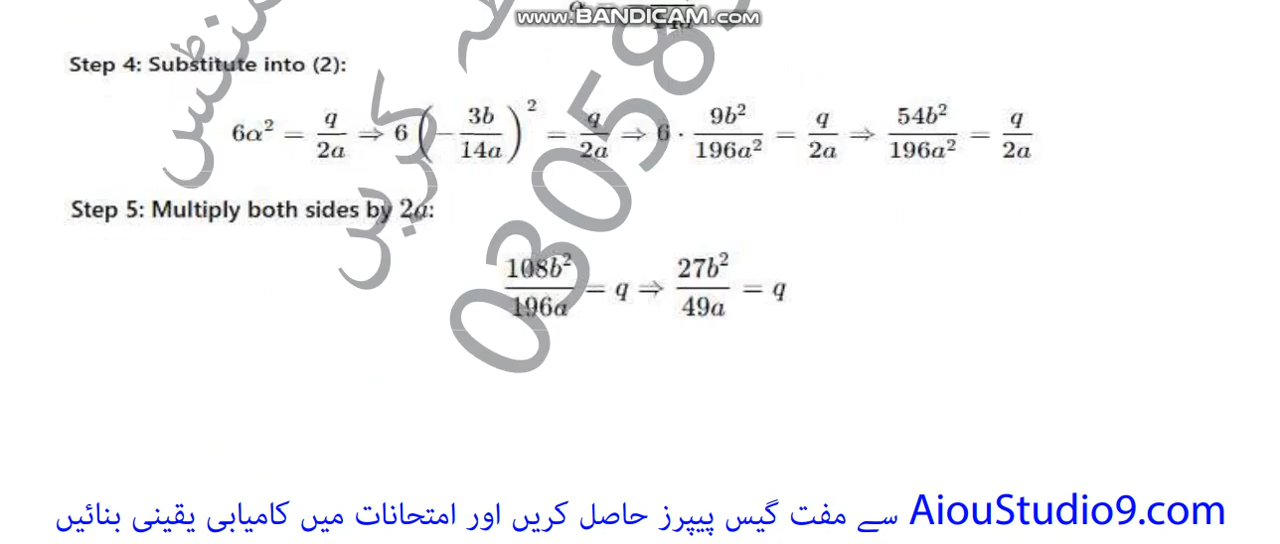 www.BANDICAM.com
Step 4: Substitute into (2):
6α² = q/2a ⇒ 6(−3b/14a)² = q/2a ⇒ 6 · 9b²/196a² = q/2a ⇒ 54b²/196a² = q/2a
Step 5: Multiply both sides by 2a:
108b²/196a = q ⇒ 27b²/49a = q
کریں
03058
AiouStudio9.com سے مفت گیس پیپرز حاصل کریں اور امتحانات میں کامیابی یقینی بنائیں